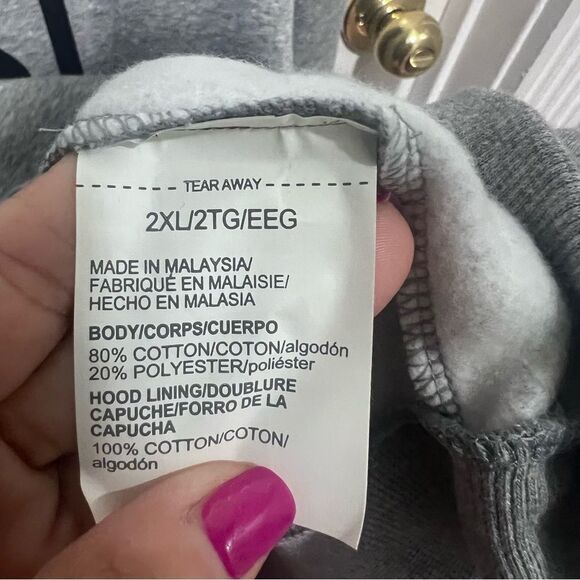 TEAR AWAY
2XL/2TG/EEG
MADE IN MALAYSIA/
FABRIQUÉ EN MALAISIE/
HECHO EN MALASIA
BODY/CORPS/CUERPO
80% COTTON/COTON/algodón
20% POLYESTER/poliéster
HOOD LINING/DOUBLURE
CAPUCHE/FORRO DE LA
CAPUCHA
100% COTTON/COTON/
algodón